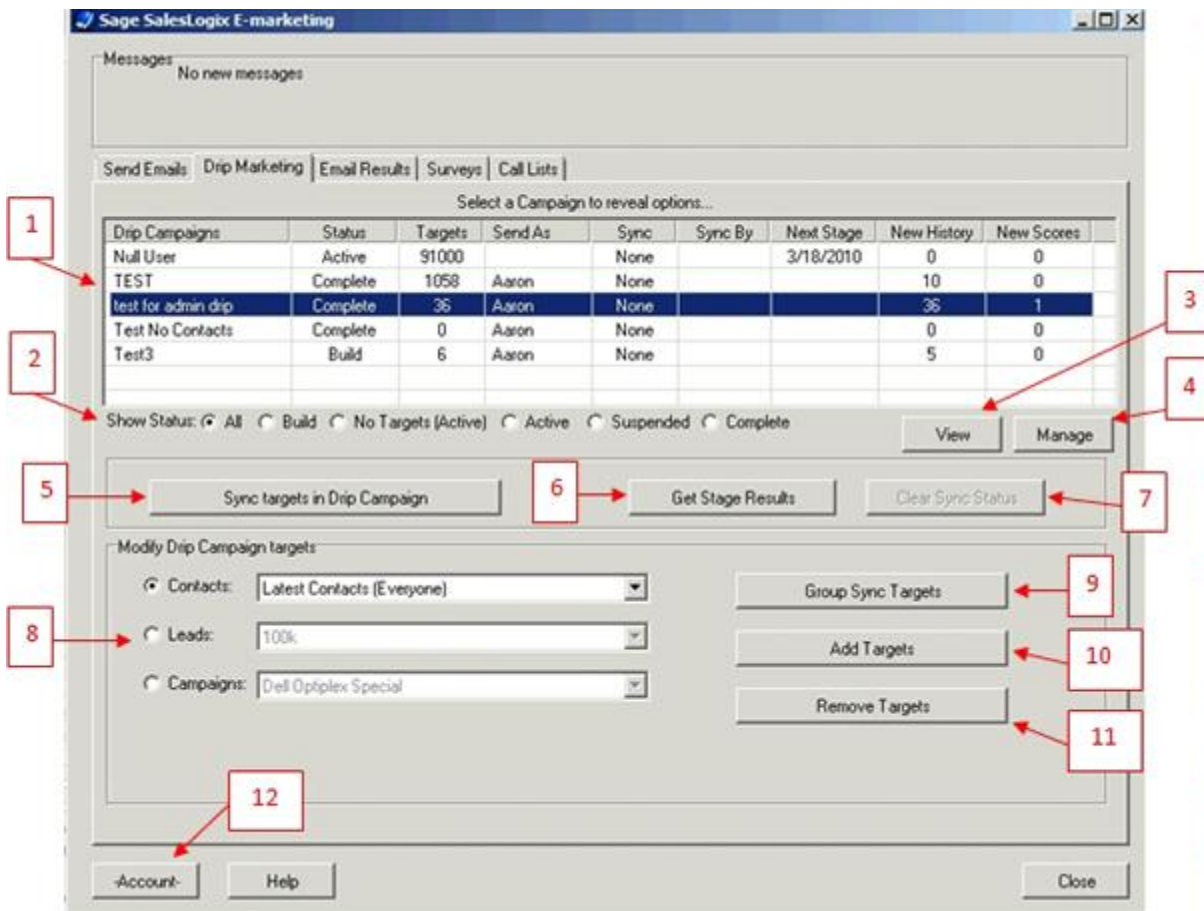 Sage SalesLogix E-marketing
Messages
No new messages
Send Emails Drip Marketing Email Results Surveys Call Lists
Select a Campaign to reveal options...
1
Drip Campaigns Status Targets Send As Sync Sync By Next Stage New History New Scores
Null User Active 91000 None 3/18/2010 0 0
TEST Complete 1058 Aaron None 10 0
test for admin drip Complete 36 Aaron None 36 1
3
Test No Contacts Complete 0 Aaron None 0 0
2
Test3 Build 6 Aaron None 5 0
4
Show Status: All Build No Targets (Active) Active Suspended Complete
View Manage
5 Sync targets in Drip Campaign 6 Get Stage Results Clear Sync Status 7
Modify Drip Campaign targets
Contacts: Latest Contacts (Everyone) Group Sync Targets 9
8 Leads: 100k Add Targets 10
Campaigns: Dell Optiplex Special Remove Targets
11
12
-Account- Help Close